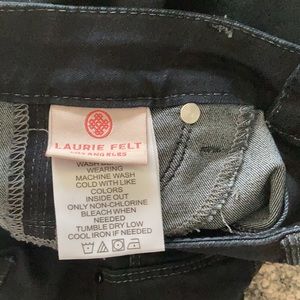 LAURIE FELT
LOS ANGELES
WASH BEFORE
WEARING
MACHINE WASH
COLD WITH LIKE
COLORS
INSIDE OUT
ONLY NON-CHLORINE
BLEACH WHEN
NEEDED
TUMBLE DRY LOW
COOL IRON IF NEEDED